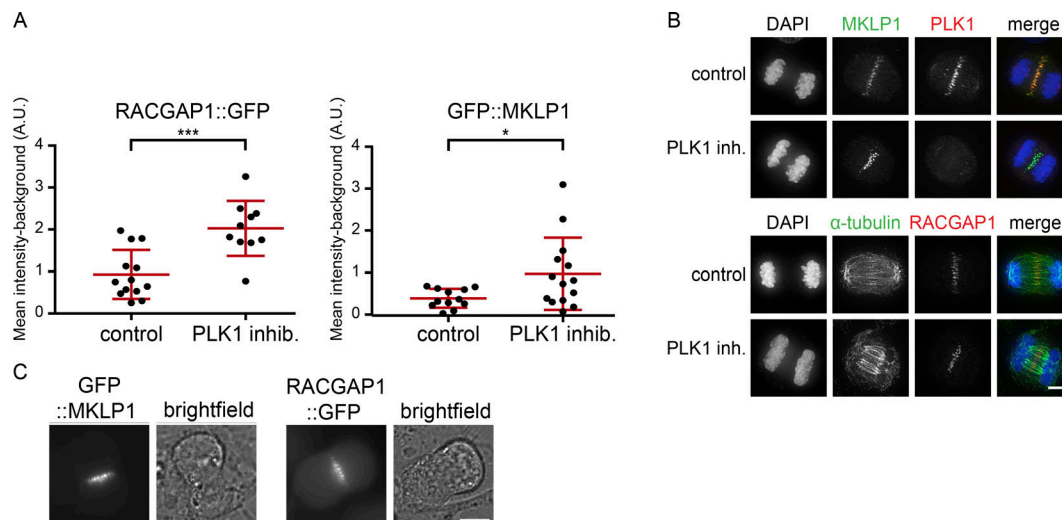 A
RACGAP1::GFP
***
Mean intensity-background (A.U.)
4
3
2
1
0
control
PLK1 inhib.
GFP::MKLP1
*
Mean intensity-background (A.U.)
4
3
2
1
0
control
PLK1 inhib.
B
DAPI MKLP1 PLK1 merge
control
PLK1 inh.
DAPI α-tubulin RACGAP1 merge
control
PLK1 inh.
C
GFP
::MKLP1
brightfield
RACGAP1
::GFP
brightfield